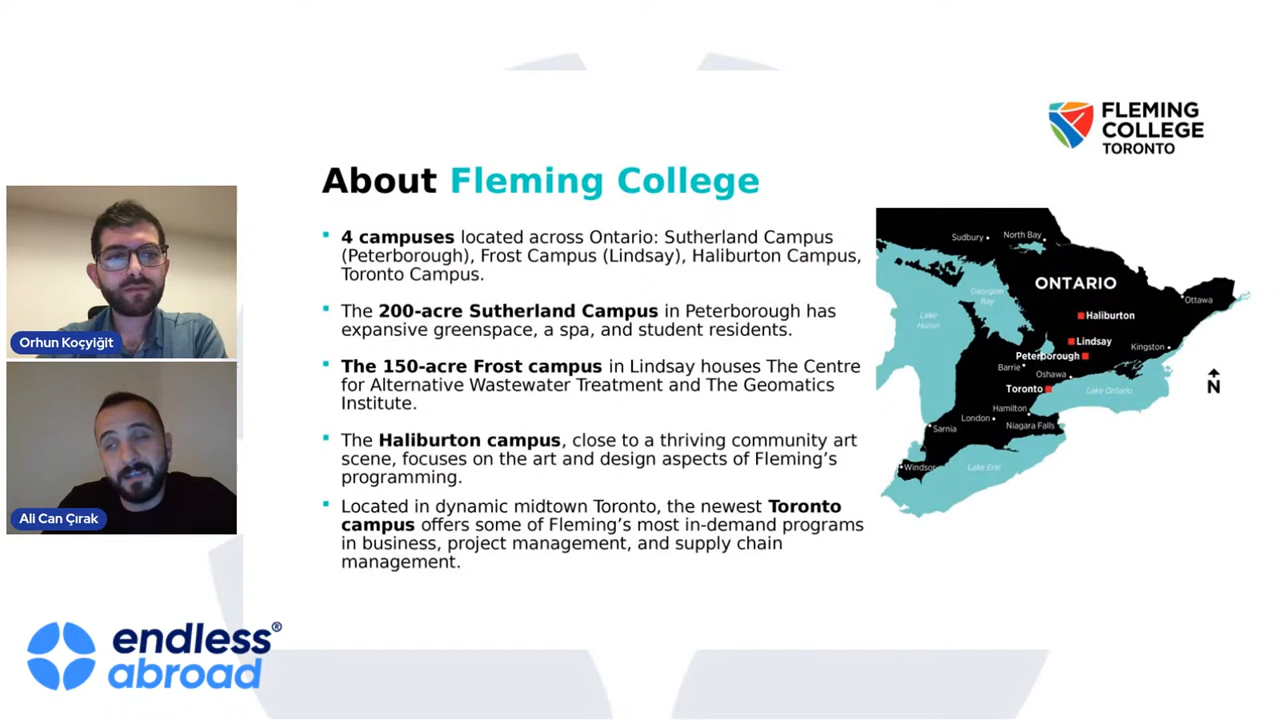 FLEMING
COLLEGE
TORONTO
About Fleming College
4 campuses located across Ontario: Sutherland Campus
(Peterborough), Frost Campus (Lindsay), Haliburton Campus,
Toronto Campus.
The 200-acre Sutherland Campus in Peterborough has
expansive greenspace, a spa, and student residents.
The 150-acre Frost campus in Lindsay houses The Centre
for Alternative Wastewater Treatment and The Geomatics
Institute.
The Haliburton campus, close to a thriving community art
scene, focuses on the art and design aspects of Fleming's
programming.
Located in dynamic midtown Toronto, the newest Toronto
campus offers some of Fleming's most in-demand programs
in business, project management, and supply chain
management.
Sudbury
North Bay
ONTARIO
Georgian
Bay
Ottawa
Lake
Huron
Haliburton
Lindsay
Kingston
Peterborough
Barrie
Oshawa
N
Toronto
Lake Ontario
Hamilton
London
Niagara Falls
Sarnia
Windsor
Lake Erie
Orhun Koçyiğit
Ali Can Çırak
endless®
abroad